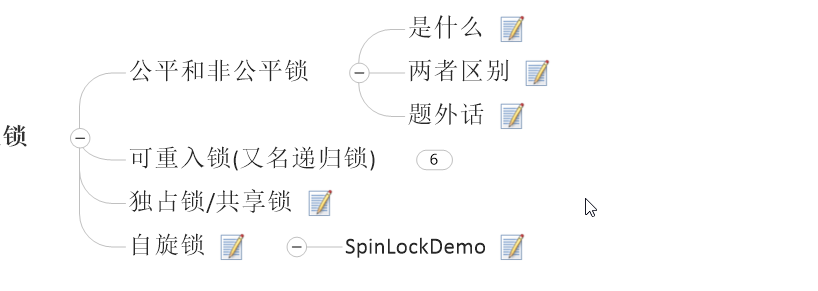 是什么
公平和非公平锁
两者区别
题外话
锁
可重入锁(又名递归锁)
6
独占锁/共享锁
自旋锁
SpinLockDemo